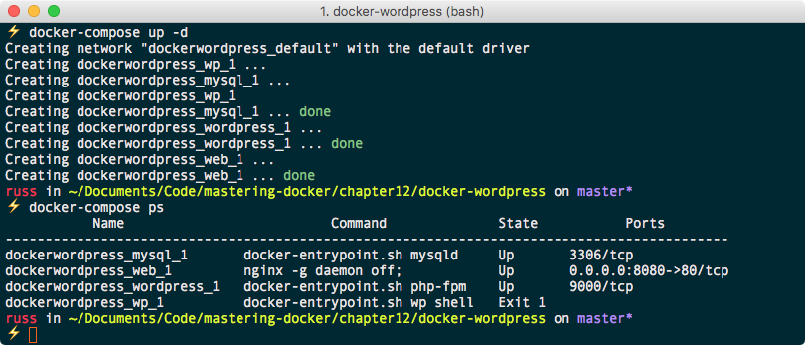 1. docker-wordpress (bash)
⚡ docker-compose up -d
Creating network "dockerwordpress_default" with the default driver
Creating dockerwordpress_wp_1 ...
Creating dockerwordpress_mysql_1 ...
Creating dockerwordpress_wp_1
Creating dockerwordpress_mysql_1 ... done
Creating dockerwordpress_wordpress_1 ...
Creating dockerwordpress_wordpress_1 ... done
Creating dockerwordpress_web_1 ...
Creating dockerwordpress_web_1 ... done
russ in ~/Documents/Code/mastering-docker/chapter12/docker-wordpress on master*
⚡ docker-compose ps
Name Command State Ports
--------------------------------------------------------------------------------------------
dockerwordpress_mysql_1 docker-entrypoint.sh mysqld Up 3306/tcp
dockerwordpress_web_1 nginx -g daemon off; Up 0.0.0.0:8080->80/tcp
dockerwordpress_wordpress_1 docker-entrypoint.sh php-fpm Up 9000/tcp
dockerwordpress_wp_1 docker-entrypoint.sh wp shell Exit 1
russ in ~/Documents/Code/mastering-docker/chapter12/docker-wordpress on master*
⚡